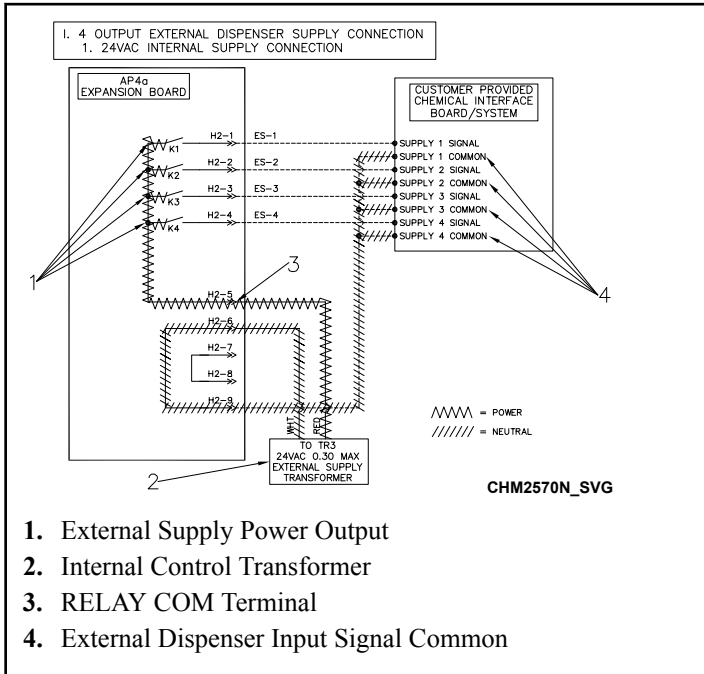 I. 4 OUTPUT EXTERNAL DISPENSER SUPPLY CONNECTION
1. 24VAC INTERNAL SUPPLY CONNECTION
AP4a
EXPANSION BOARD
CUSTOMER PROVIDED
CHEMICAL INTERFACE
BOARD/SYSTEM
K1 H2-1 ES-1 SUPPLY 1 SIGNAL
SUPPLY 1 COMMON
K2 H2-2 ES-2 SUPPLY 2 SIGNAL
SUPPLY 2 COMMON
K3 H2-3 ES-3 SUPPLY 3 SIGNAL
SUPPLY 3 COMMON
K4 H2-4 ES-4 SUPPLY 4 SIGNAL
SUPPLY 4 COMMON
1
3
4
H2-5
H2-6
H2-7
H2-8
H2-9
WHT RED
= POWER
= NEUTRAL
TO TR3
24VAC 0.30 MAX
EXTERNAL SUPPLY
TRANSFORMER
2
CHM2570N_SVG
1. External Supply Power Output
2. Internal Control Transformer
3. RELAY COM Terminal
4. External Dispenser Input Signal Common